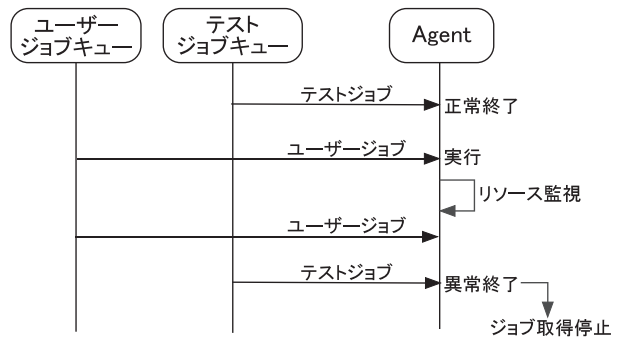 ユーザー
ジョブキュー
テスト
ジョブキュー
Agent
テストジョブ
正常終了
ユーザージョブ
実行
リソース監視
ユーザージョブ
テストジョブ
異常終了
ジョブ取得停止